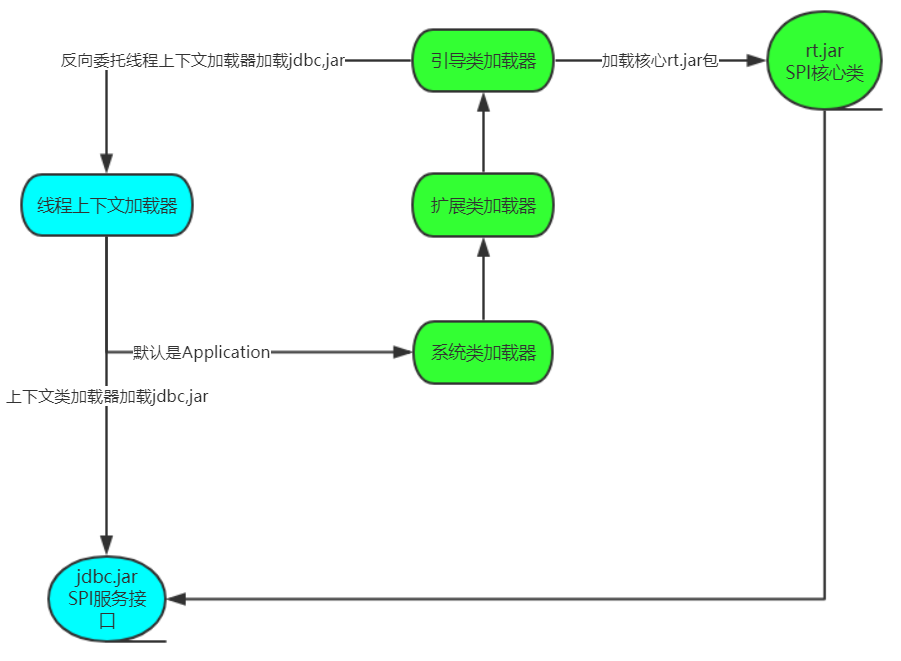 反向委托线程上下文加载器加载jdbc,jar
引导类加载器
加载核心rt.jar包
rt.jar
SPI核心类
线程上下文加载器
扩展类加载器
默认是Application
系统类加载器
上下文类加载器加载jdbc,jar
jdbc.jar
SPI服务接
口